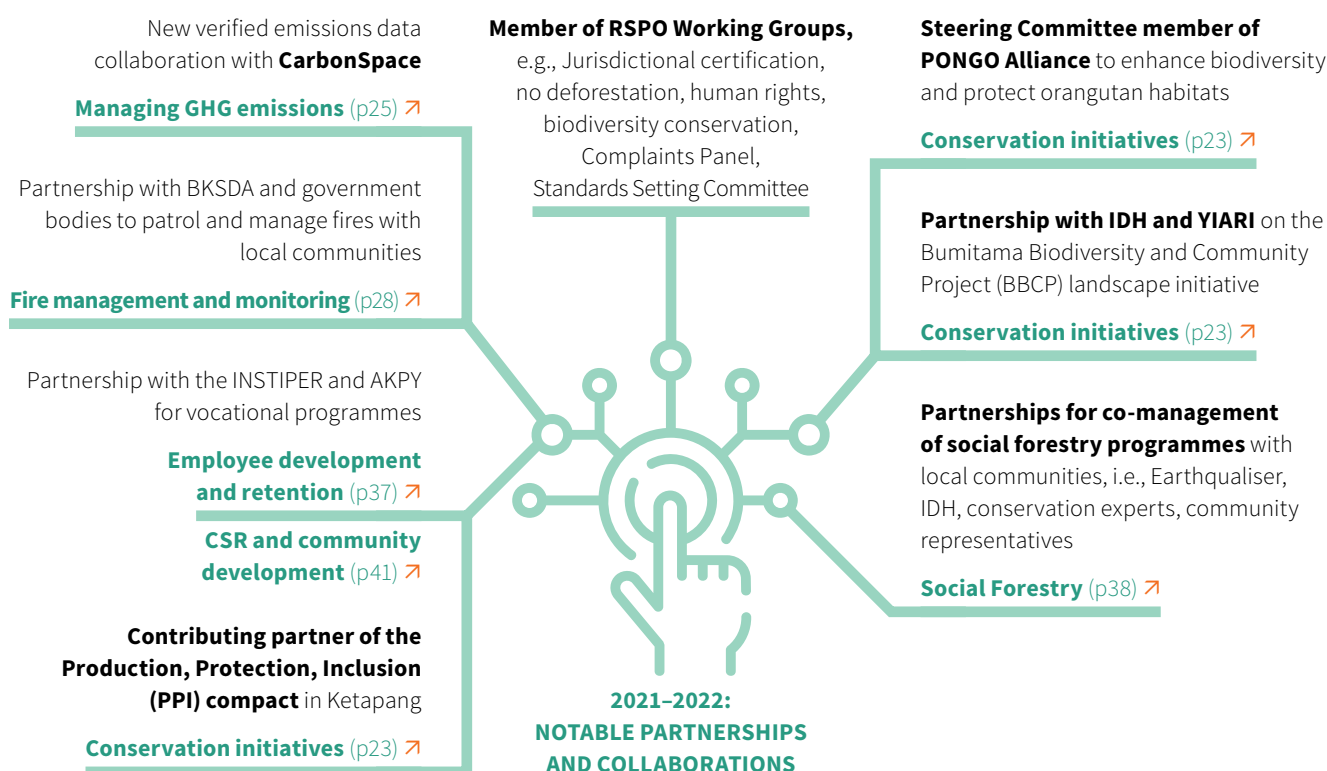 New verified emissions data
collaboration with CarbonSpace
Managing GHG emissions (p25) ↗
Partnership with BKSDA and government
bodies to patrol and manage fires with
local communities
Fire management and monitoring (p28) ↗
Partnership with the INSTIPER and AKPY
for vocational programmes
Employee development
and retention (p37) ↗
CSR and community
development (p41) ↗
Contributing partner of the
Production, Protection, Inclusion
(PPI) compact in Ketapang
Conservation initiatives (p23) ↗
Member of RSPO Working Groups,
e.g., Jurisdictional certification,
no deforestation, human rights,
biodiversity conservation,
Complaints Panel,
Standards Setting Committee
Steering Committee member of
PONGO Alliance to enhance biodiversity
and protect orangutan habitats
Conservation initiatives (p23) ↗
Partnership with IDH and YIARI on the
Bumitama Biodiversity and Community
Project (BBCP) landscape initiative
Conservation initiatives (p23) ↗
Partnerships for co-management
of social forestry programmes with
local communities, i.e., Earthqualiser,
IDH, conservation experts, community
representatives
Social Forestry (p38) ↗
2021–2022:
NOTABLE PARTNERSHIPS
AND COLLABORATIONS